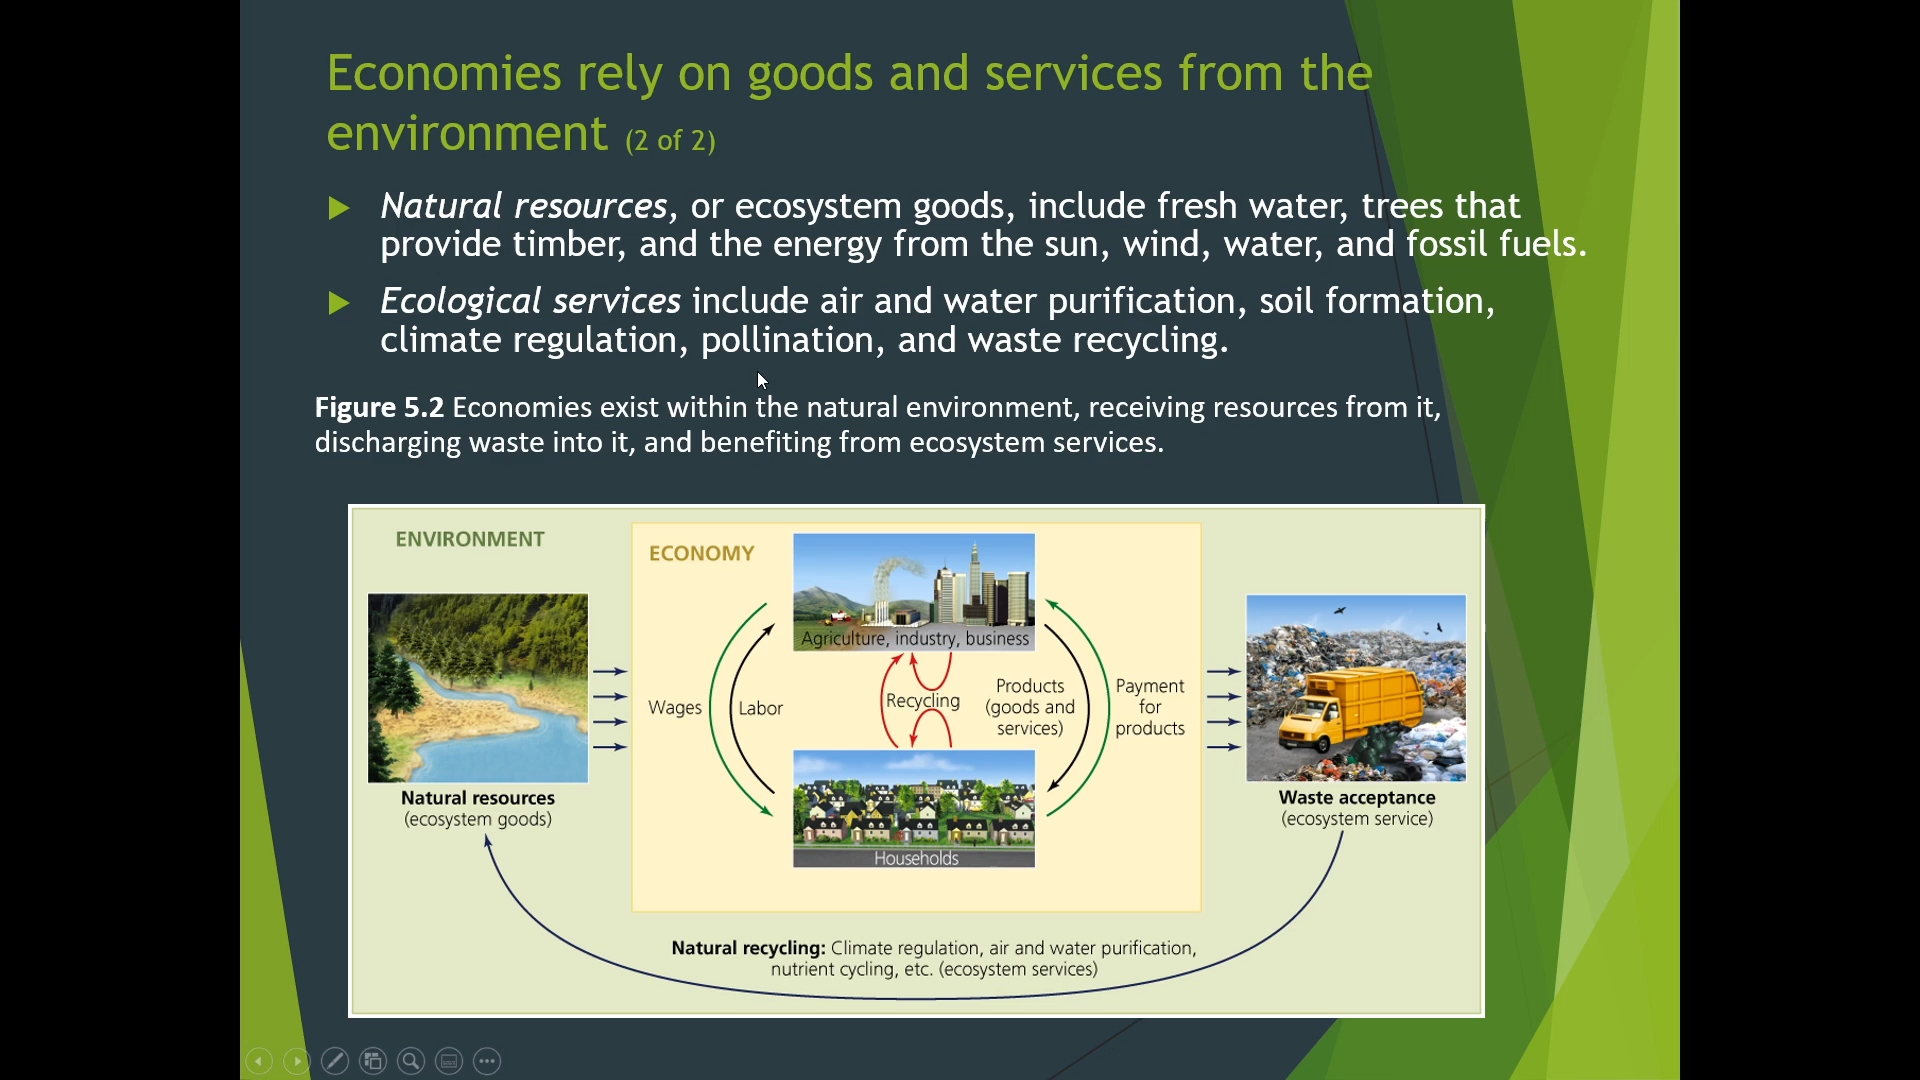 Economies rely on goods and services from the
environment (2 of 2)
Natural resources, or ecosystem goods, include fresh water, trees that
provide timber, and the energy from the sun, wind, water, and fossil fuels.
Ecological services include air and water purification, soil formation,
climate regulation, pollination, and waste recycling.
Figure 5.2 Economies exist within the natural environment, receiving resources from it,
discharging waste into it, and benefiting from ecosystem services.
ENVIRONMENT
ECONOMY
Agriculture, industry, business
Wages
Labor
Recycling
Products
(goods and
services)
Payment
for
products
Households
Natural resources
(ecosystem goods)
Waste acceptance
(ecosystem service)
Natural recycling: Climate regulation, air and water purification,
nutrient cycling, etc. (ecosystem services)